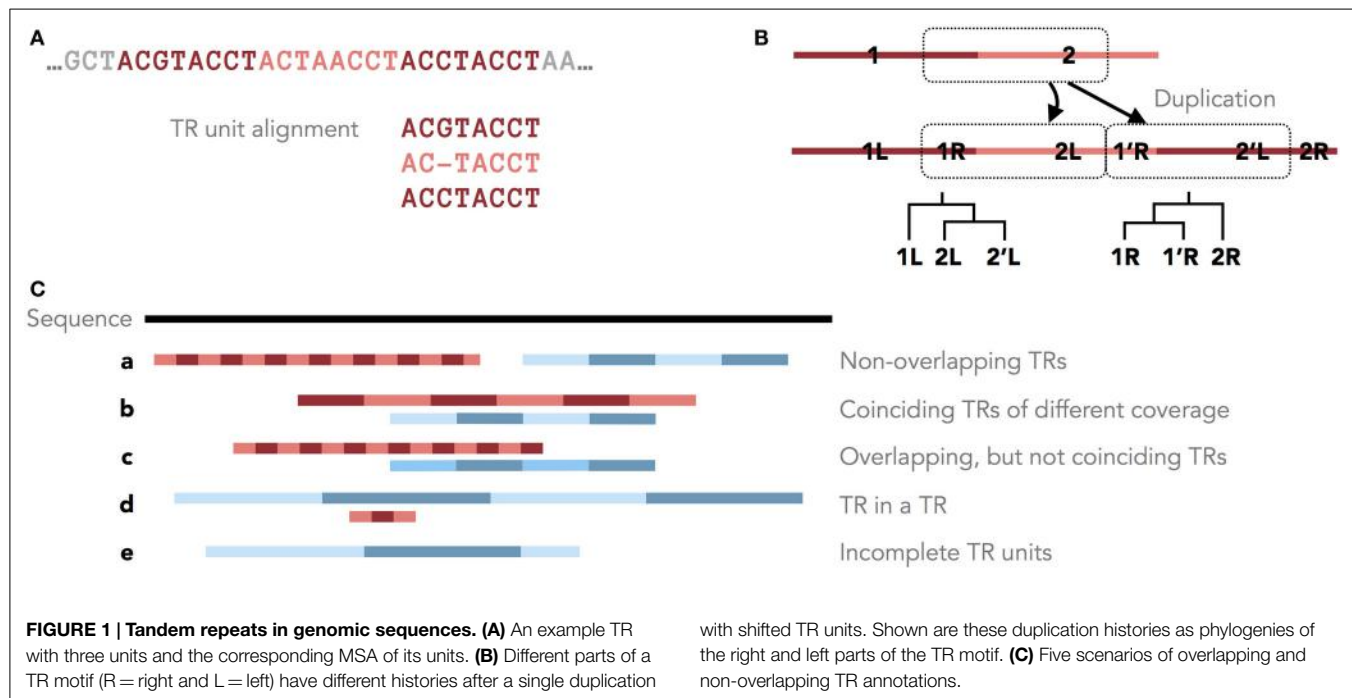 A
...GCTACGTACCTACTAACCTACCTACCTAA...
TR unit alignment
ACGTACCT
AC-TACCT
ACCTACCT
B
1 2
Duplication
1L 1R 2L 1'R 2'L 2R
1L 2L 2'L 1R 1'R 2R
C
Sequence
a Non-overlapping TRs
b Coinciding TRs of different coverage
c Overlapping, but not coinciding TRs
d TR in a TR
e Incomplete TR units
FIGURE 1 | Tandem repeats in genomic sequences. (A) An example TR
with three units and the corresponding MSA of its units. (B) Different parts of a
TR motif (R = right and L = left) have different histories after a single duplication
with shifted TR units. Shown are these duplication histories as phylogenies of
the right and left parts of the TR motif. (C) Five scenarios of overlapping and
non-overlapping TR annotations.